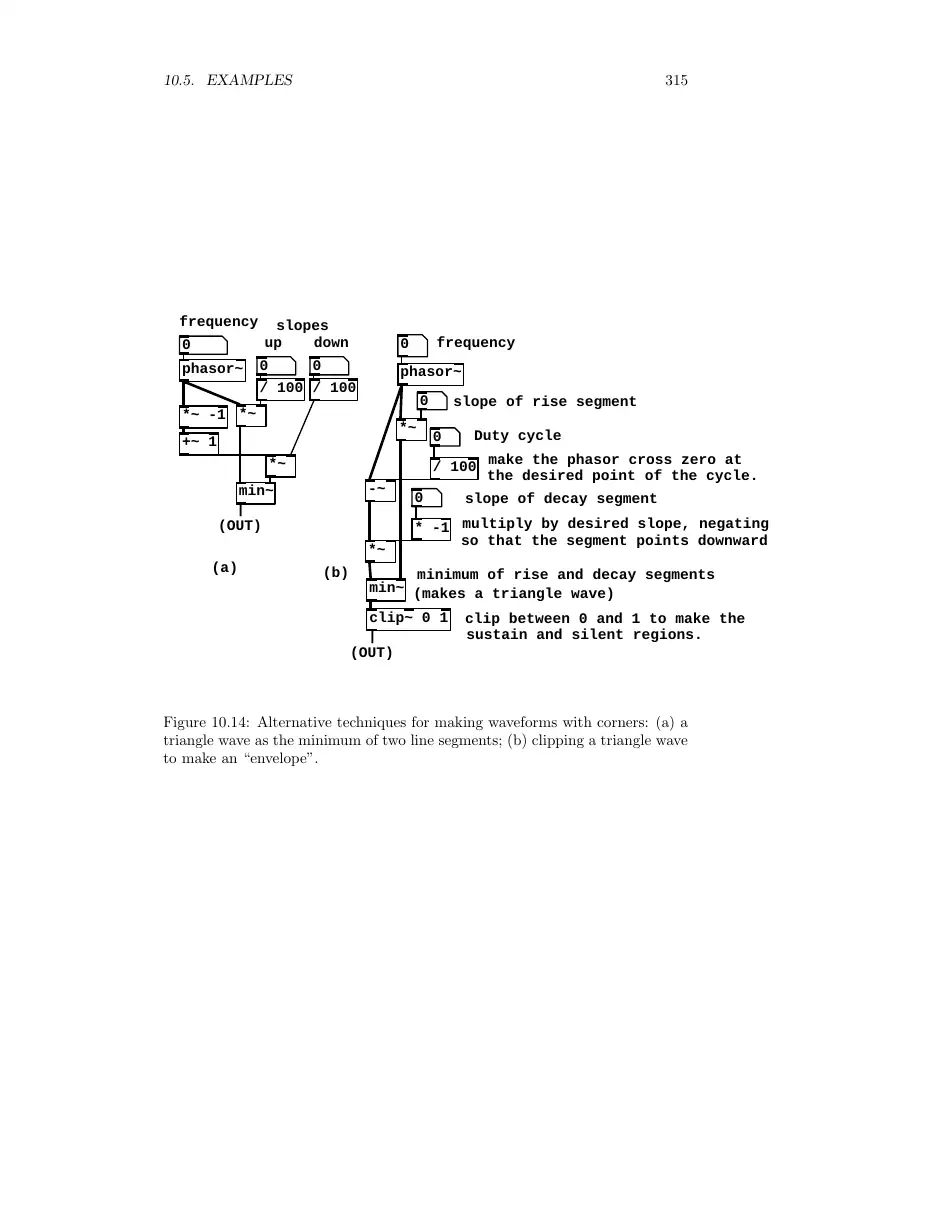 10.5. EXAMPLES 315
frequency slopes
up down
0
0 0
phasor~
/ 100 / 100
*~ -1 *~
+~ 1
*~
min~
(OUT)
(a)
0 frequency
phasor~
0 slope of rise segment
*~
0 Duty cycle
/ 100 make the phasor cross zero at
the desired point of the cycle.
-~
0 slope of decay segment
* -1 multiply by desired slope, negating
so that the segment points downward
*~
(b)
min~ minimum of rise and decay segments
(makes a triangle wave)
clip~ 0 1 clip between 0 and 1 to make the
sustain and silent regions.
(OUT)
Figure 10.14: Alternative techniques for making waveforms with corners: (a) a
triangle wave as the minimum of two line segments; (b) clipping a triangle wave
to make an “envelope”.